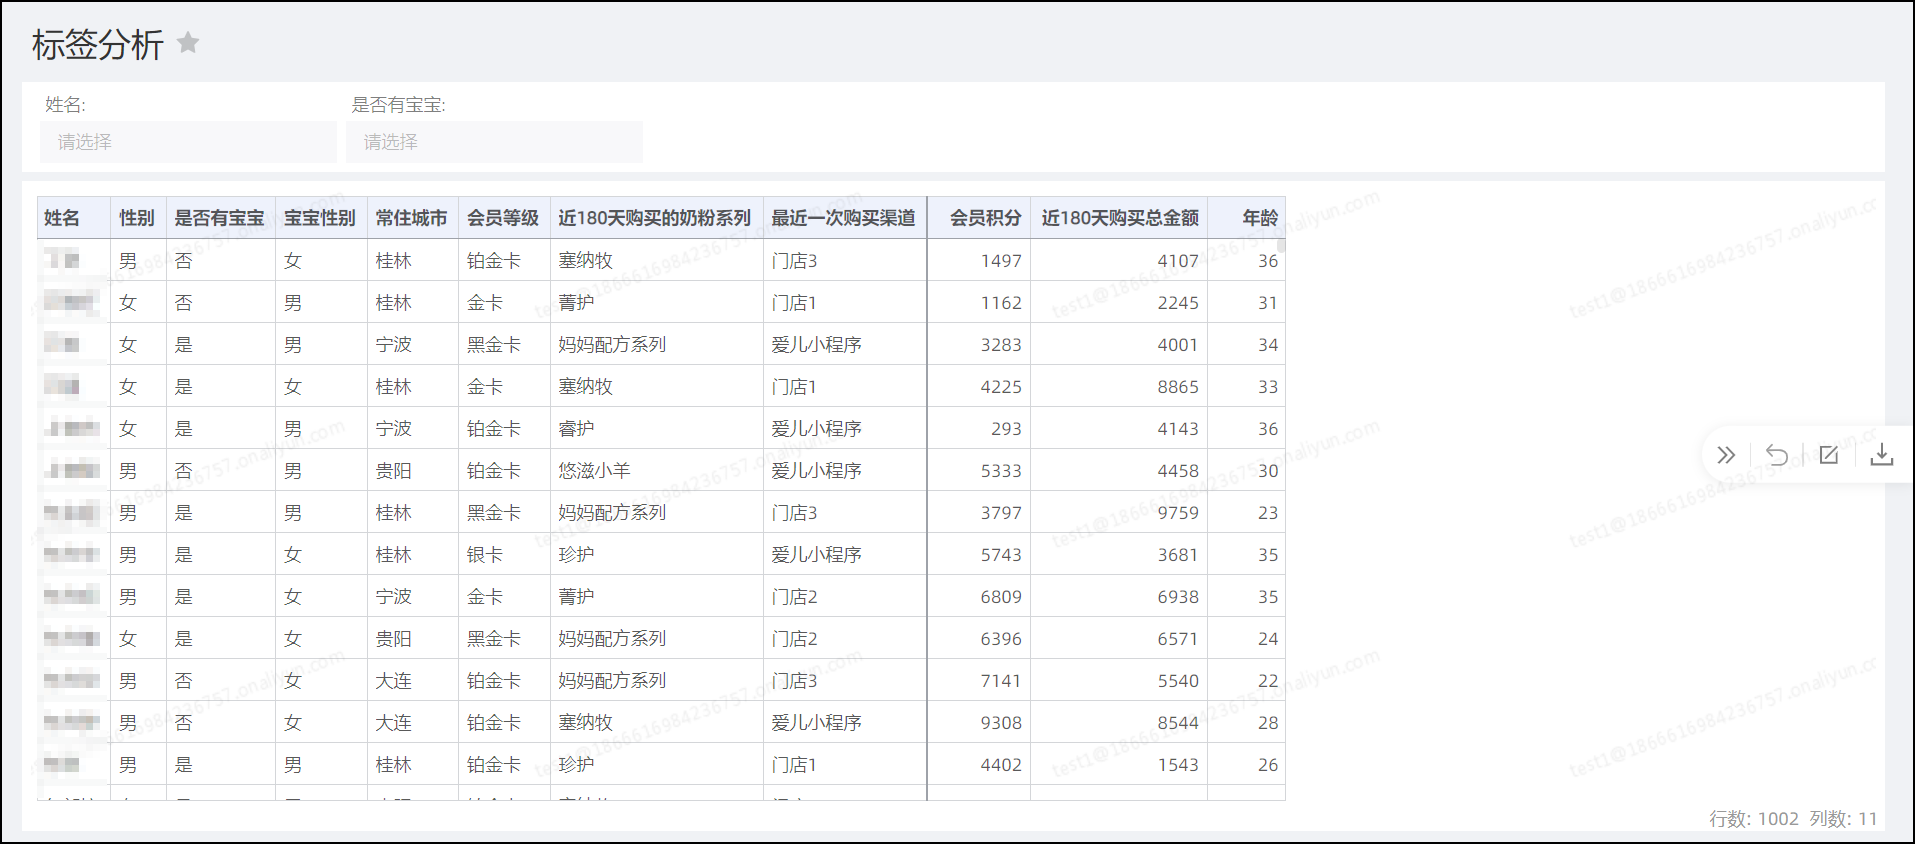 标签分析
姓名: 是否有宝宝:
请选择 请选择
姓名 性别 是否有宝宝 宝宝性别 常住城市 会员等级 近180天购买的奶粉系列 最近一次购买渠道 会员积分 近180天购买总金额 年龄
男 否 女 桂林 铂金卡 塞纳牧 门店3 1497 4107 36
女 否 男 桂林 金卡 菁护 门店1 1162 2245 31
女 是 男 宁波 黑金卡 妈妈配方系列 爱儿小程序 3283 4001 34
女 是 女 桂林 金卡 塞纳牧 门店1 4225 8865 33
女 是 男 宁波 铂金卡 睿护 爱儿小程序 293 4143 36
男 否 男 贵阳 铂金卡 悠滋小羊 爱儿小程序 5333 4458 30
男 是 男 桂林 黑金卡 妈妈配方系列 门店3 3797 9759 23
男 是 女 桂林 银卡 珍护 爱儿小程序 5743 3681 35
男 是 女 宁波 金卡 菁护 门店2 6809 6938 35
女 是 女 贵阳 黑金卡 妈妈配方系列 门店2 6396 6571 24
男 否 女 大连 铂金卡 妈妈配方系列 门店3 7141 5540 22
男 否 女 大连 铂金卡 塞纳牧 爱儿小程序 9308 8544 28
男 是 男 桂林 铂金卡 珍护 门店1 4402 1543 26
行数: 1002 列数: 11
test1@1866616984236757.onaliyun.com